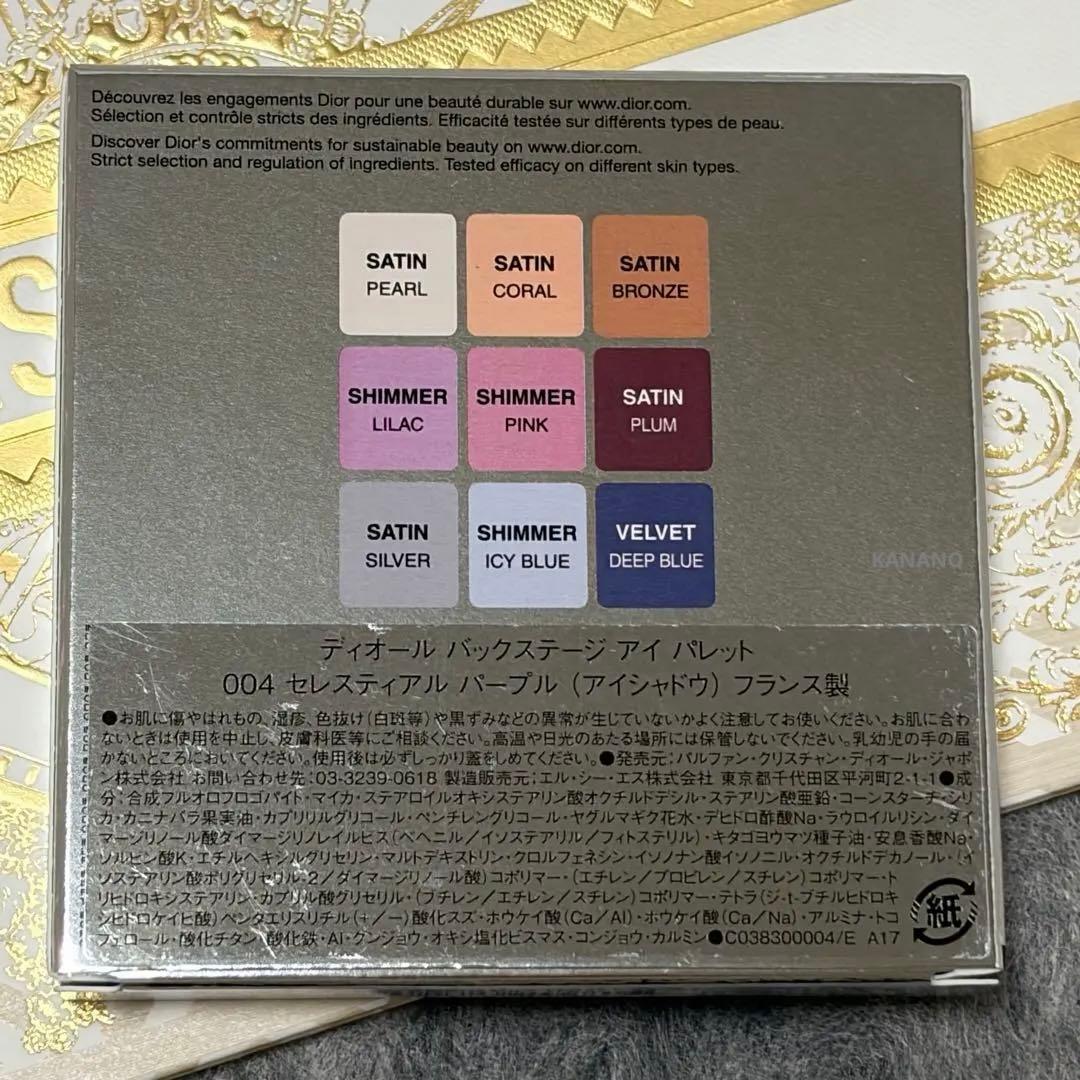 Découvrez les engagements Dior pour une beauté durable sur www.dior.com.
Sélection et contrôle stricts des ingrédients. Efficacité testée sur différents types de peau.
Discover Dior's commitments for sustainable beauty on www.dior.com.
Strict selection and regulation of ingredients. Tested efficacy on different skin types.
SATIN PEARL
SATIN CORAL
SATIN BRONZE
SHIMMER LILAC
SHIMMER PINK
SATIN PLUM
SATIN SILVER
SHIMMER ICY BLUE
VELVET DEEP BLUE
KANANO
ディオール バックステージ アイ パレット
004 セレスティアル パープル（アイシャドウ）フランス製
●お肌に傷やはれもの、湿疹、色抜け(白斑等)や黒ずみなどの異常が生じていないかよく注意してお使いください。お肌に合わ
ないときは使用を中止し、皮膚科医等にご相談ください。高温や日光のあたる場所には保管しないでください。乳幼児の手の届
かないところにおいてください。使用後は必ずしっかり蓋をしめてください。●発売元：パルファン・クリスチャン・ディオール・ジャポ
ン株式会社 お問い合わせ先：03-3239-0618 製造販売元：エル・シー・エス株式会社 東京都千代田区平河町2-1-1●成
分：合成フルオロフロゴパイト・マイカ・ステアロイルオキシステアリン酸オクチルドデシル・ステアリン酸亜鉛・コーンスターチ・シリ
カ・カニナバラ果実油・カプリリルグリコール・ペンチレングリコール・ヤグルマギク花水・デヒドロ酢酸Na・ラウロイルリシン・ダイ
マージリノール酸ダイマージリノレイルビス(ベヘニル／イソステアリル／フィトステリル)・キタゴヨウマツ種子油・安息香酸Na・
ソルビン酸K・エチルヘキシルグリセリン・マルトデキストリン・クロルフェネシン・イソノナン酸イソノニル・オクチルドデカノール・(イ
ソステアリン酸ポリグリセリル-2／ダイマージリノール酸)コポリマー・(エチレン／プロピレン／スチレン)コポリマー・ト
リヒドロキシステアリン・カプリル酸グリセリル・(ブチレン／エチレン／スチレン)コポリマー・テトラ(ジ-t-ブチルヒドロキ
シヒドロケイヒ酸)ペンタエリスリチル(＋／－)酸化スズ・ホウケイ酸(Ca／Al)・ホウケイ酸(Ca／Na)・アルミナ・トコ
フェロール・酸化チタン・酸化鉄・Al・グンジョウ・オキシ塩化ビスマス・コンジョウ・カルミン●C038300004/E A17
紙